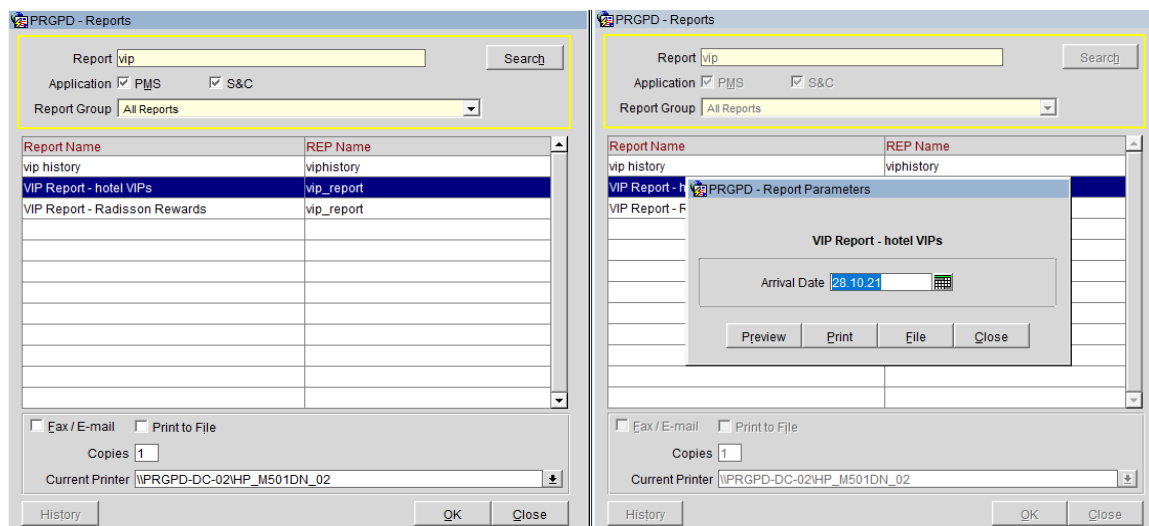 PRGPD - Reports
Report vip Search
Application PMS S&C
Report Group All Reports
Report Name REP Name
vip history viphistory
VIP Report - hotel VIPs vip_report
VIP Report - Radisson Rewards vip_report
Fax / E-mail Print to File
Copies 1
Current Printer \\PRGPD-DC-02\HP_M501DN_02
History OK Close
PRGPD - Reports
Report vip Search
Application PMS S&C
Report Group All Reports
Report Name REP Name
vip history viphistory
VIP Report - h
VIP Report - R
PRGPD - Report Parameters
VIP Report - hotel VIPs
Arrival Date 28.10.21
Preview Print File Close
Fax / E-mail Print to File
Copies 1
Current Printer \\PRGPD-DC-02\HP_M501DN_02
History OK Close